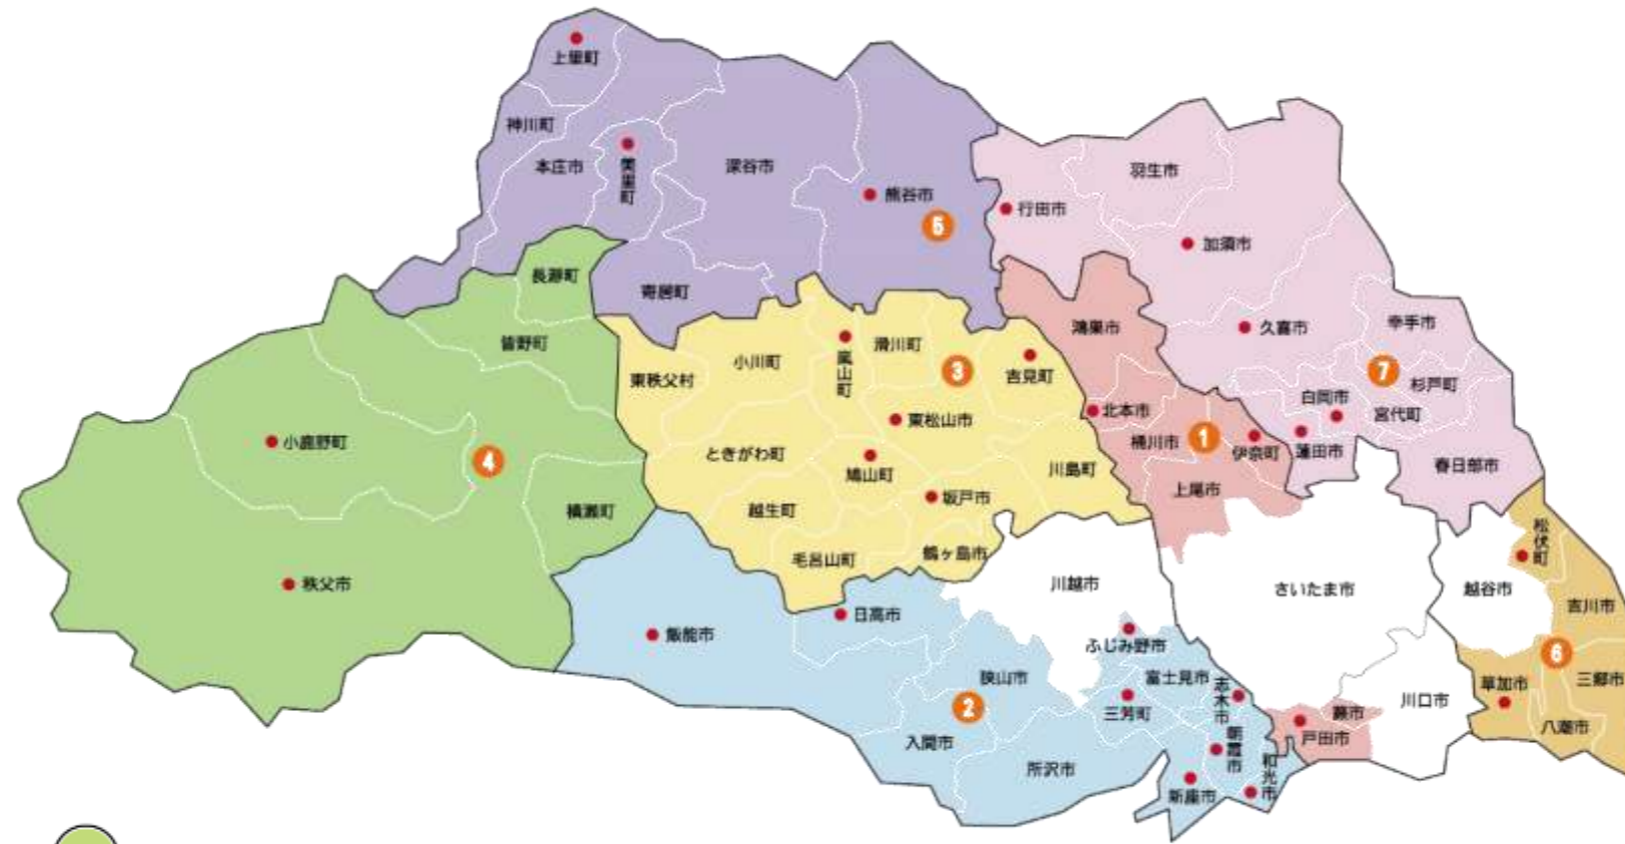 上里町
神川町
本庄市
美里町
深谷市
熊谷市
5
寄居町
行田市
羽生市
加須市
久喜市
幸手市
7
杉戸町
白岡市
宮代町
蓮田市
春日部市
長瀞町
皆野町
小鹿野町
4
横瀬町
秩父市
東秩父村
小川町
嵐山町
滑川町
3
吉見町
東松山市
ときがわ町
鳩山町
川島町
越生町
坂戸市
毛呂山町
鶴ヶ島市
鴻巣市
北本市
桶川市
1
伊奈町
上尾市
川越市
さいたま市
越谷市
松伏町
吉川市
6
草加市
三郷市
八潮市
飯能市
日高市
狭山市
2
入間市
所沢市
ふじみ野市
富士見市
三芳町
志木市
朝霞市
新座市
和光市
戸田市
蕨市
川口市